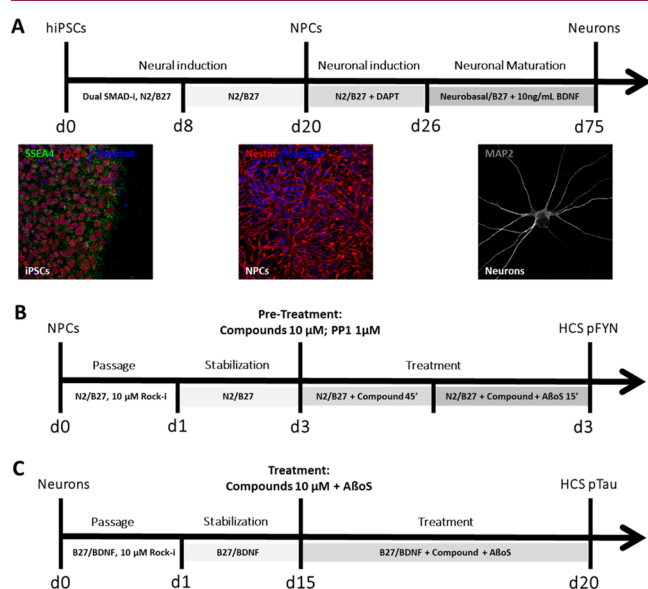 A
hiPSCs NPCs Neurons
Neural induction Neuronal induction Neuronal Maturation
Dual SMAD-i, N2/B27 N2/B27 N2/B27 + DAPT Neurobasal/B27 + 10ng/mL BDNF
d0 d8 d20 d26 d75
SSEA4 Nestin MAP2
iPSCs NPCs Neurons
B
Pre-Treatment:
Compounds 10 µM; PP1 1µM
NPCs HCS pFYN
Passage Stabilization Treatment
N2/B27, 10 µM Rock-i N2/B27 N2/B27 + Compound 45’ N2/B27 + Compound + AßoS 15’
d0 d1 d3 d3
C
Treatment:
Compounds 10 µM + AßoS
Neurons HCS pTau
Passage Stabilization Treatment
B27/BDNF, 10 µM Rock-i B27/BDNF B27/BDNF + Compound + AßoS
d0 d1 d15 d20